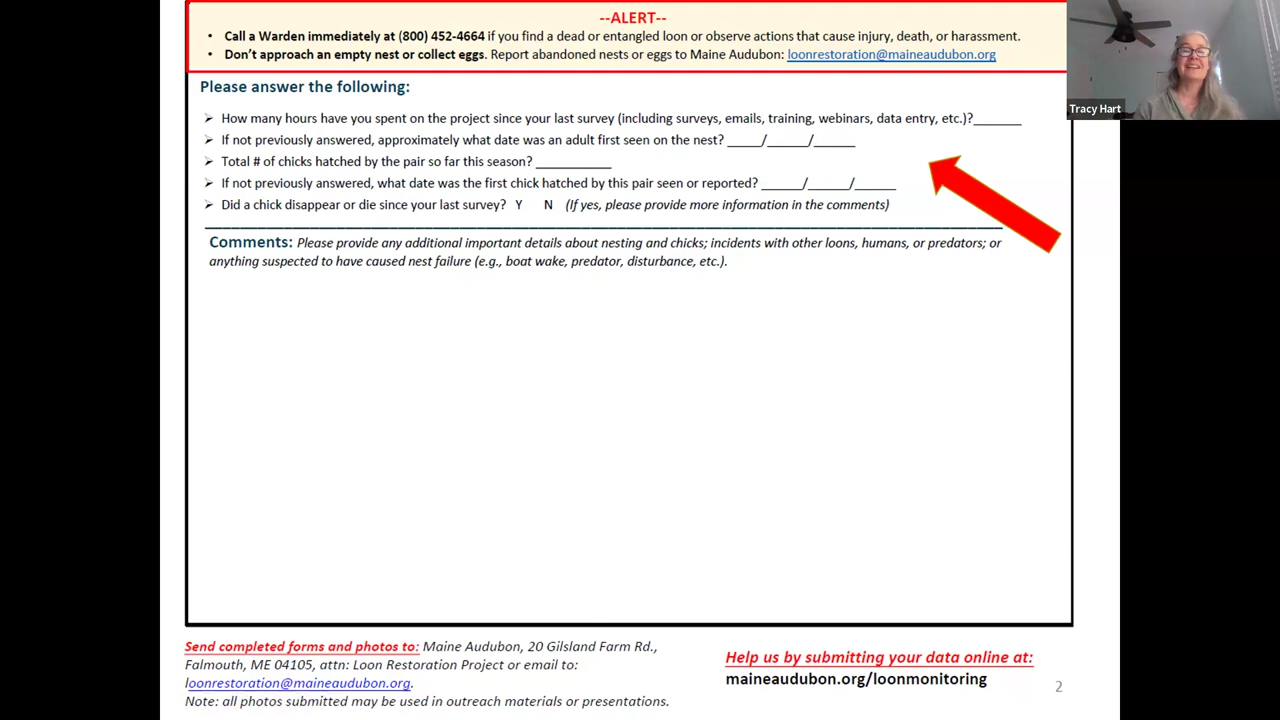 --ALERT--
• Call a Warden immediately at (800) 452-4664 if you find a dead or entangled loon or observe actions that cause injury, death, or harassment.
• Don't approach an empty nest or collect eggs. Report abandoned nests or eggs to Maine Audubon: loonrestoration@maineaudubon.org
Tracy Hart
Please answer the following:
➢ How many hours have you spent on the project since your last survey (including surveys, emails, training, webinars, data entry, etc.)?_______
➢ If not previously answered, approximately what date was an adult first seen on the nest? _____/______/______
➢ Total # of chicks hatched by the pair so far this season? ___________
➢ If not previously answered, what date was the first chick hatched by this pair seen or reported? ______/______/______
➢ Did a chick disappear or die since your last survey? Y N (If yes, please provide more information in the comments)
Comments: Please provide any additional important details about nesting and chicks; incidents with other loons, humans, or predators; or
anything suspected to have caused nest failure (e.g., boat wake, predator, disturbance, etc.).
Send completed forms and photos to: Maine Audubon, 20 Gilsland Farm Rd.,
Falmouth, ME 04105, attn: Loon Restoration Project or email to:
loonrestoration@maineaudubon.org.
Note: all photos submitted may be used in outreach materials or presentations.
Help us by submitting your data online at:
maineaudubon.org/loonmonitoring
2